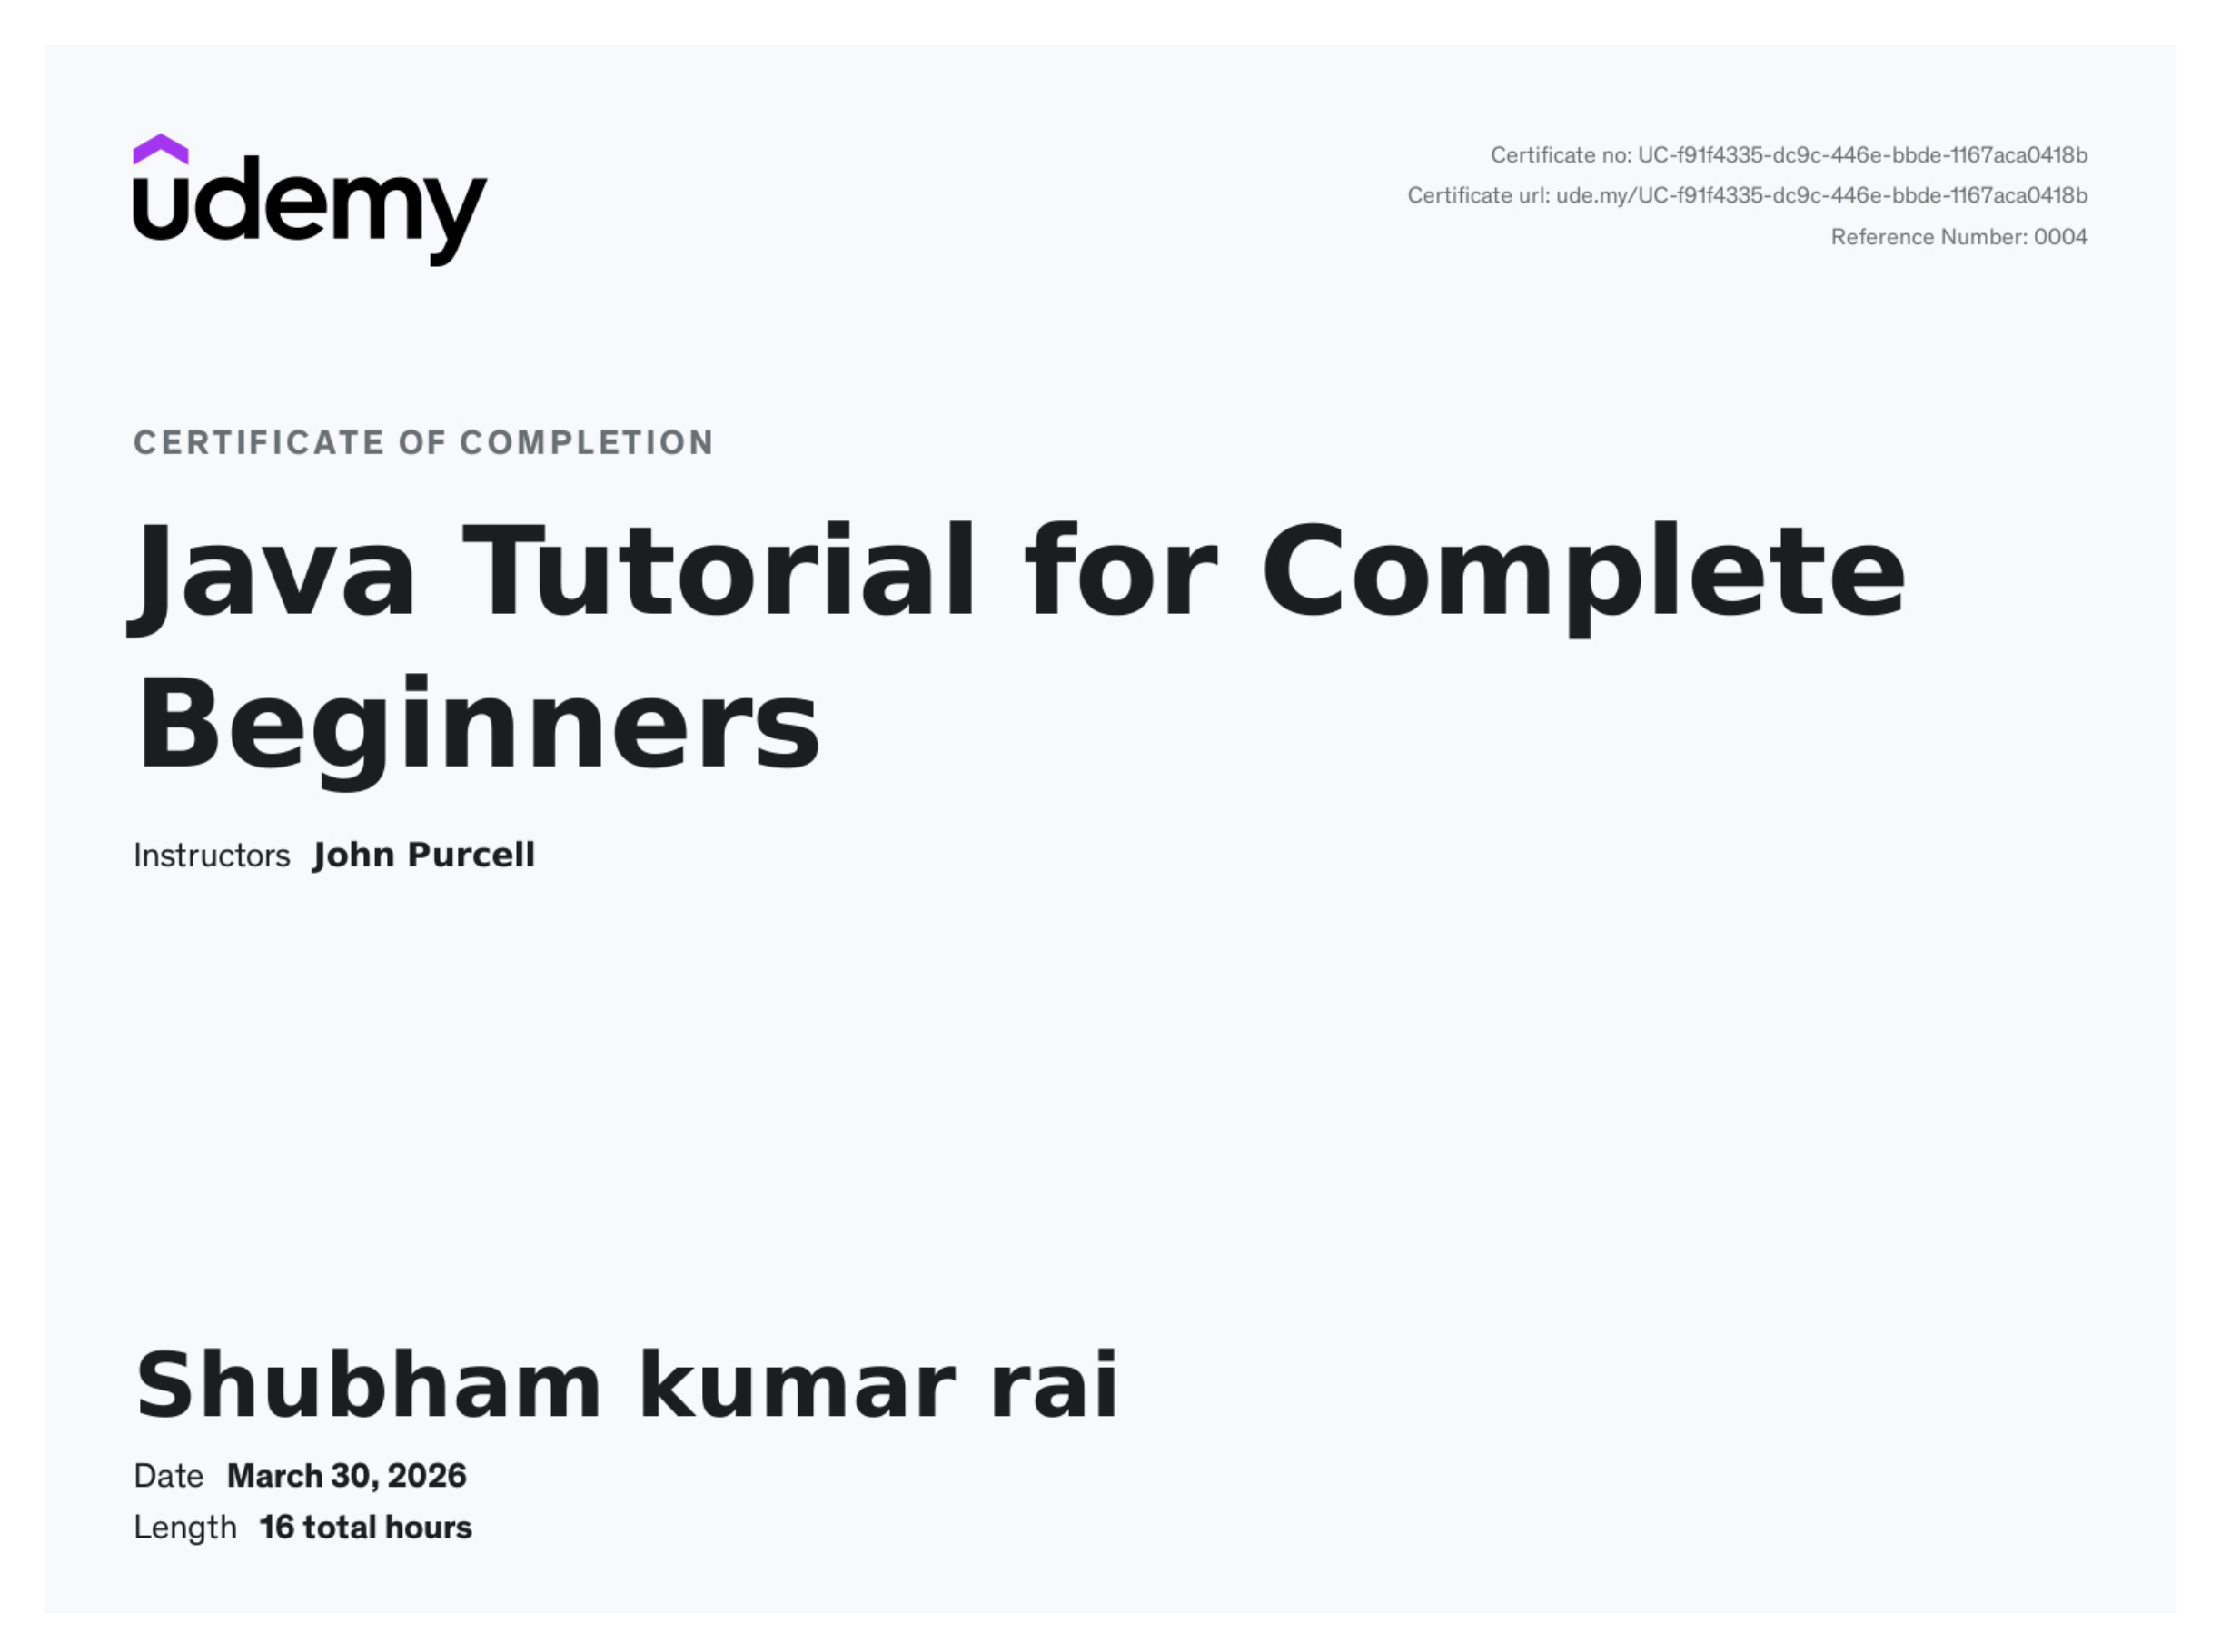 udemy
Certificate no: UC-f91f4335-dc9c-446e-bbde-1167aca0418b
Certificate url: ude.my/UC-f91f4335-dc9c-446e-bbde-1167aca0418b
Reference Number: 0004
CERTIFICATE OF COMPLETION
Java Tutorial for Complete
Beginners
Instructors John Purcell
Shubham kumar rai
Date March 30, 2026
Length 16 total hours